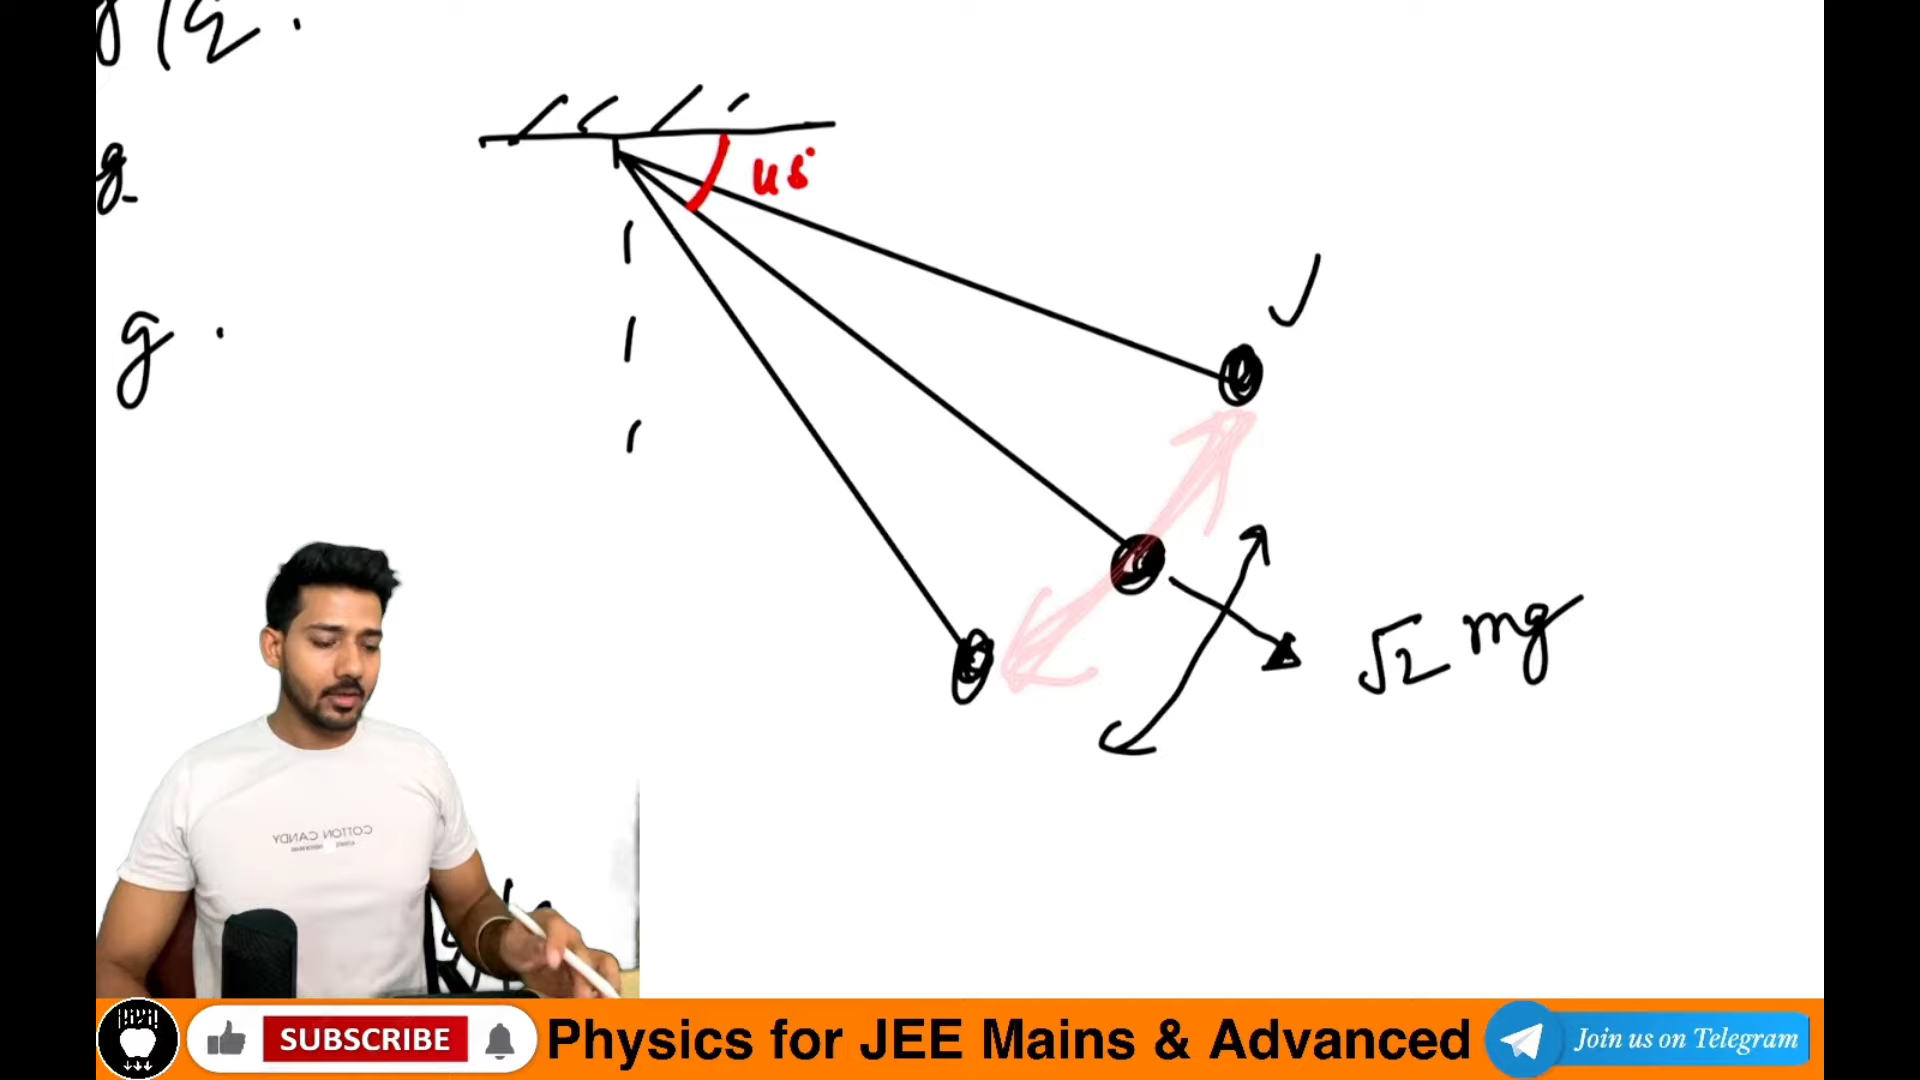 g
45°
g .
√2 mg
COTTON CANDY
SUBSCRIBE
Physics for JEE Mains & Advanced
Join us on Telegram